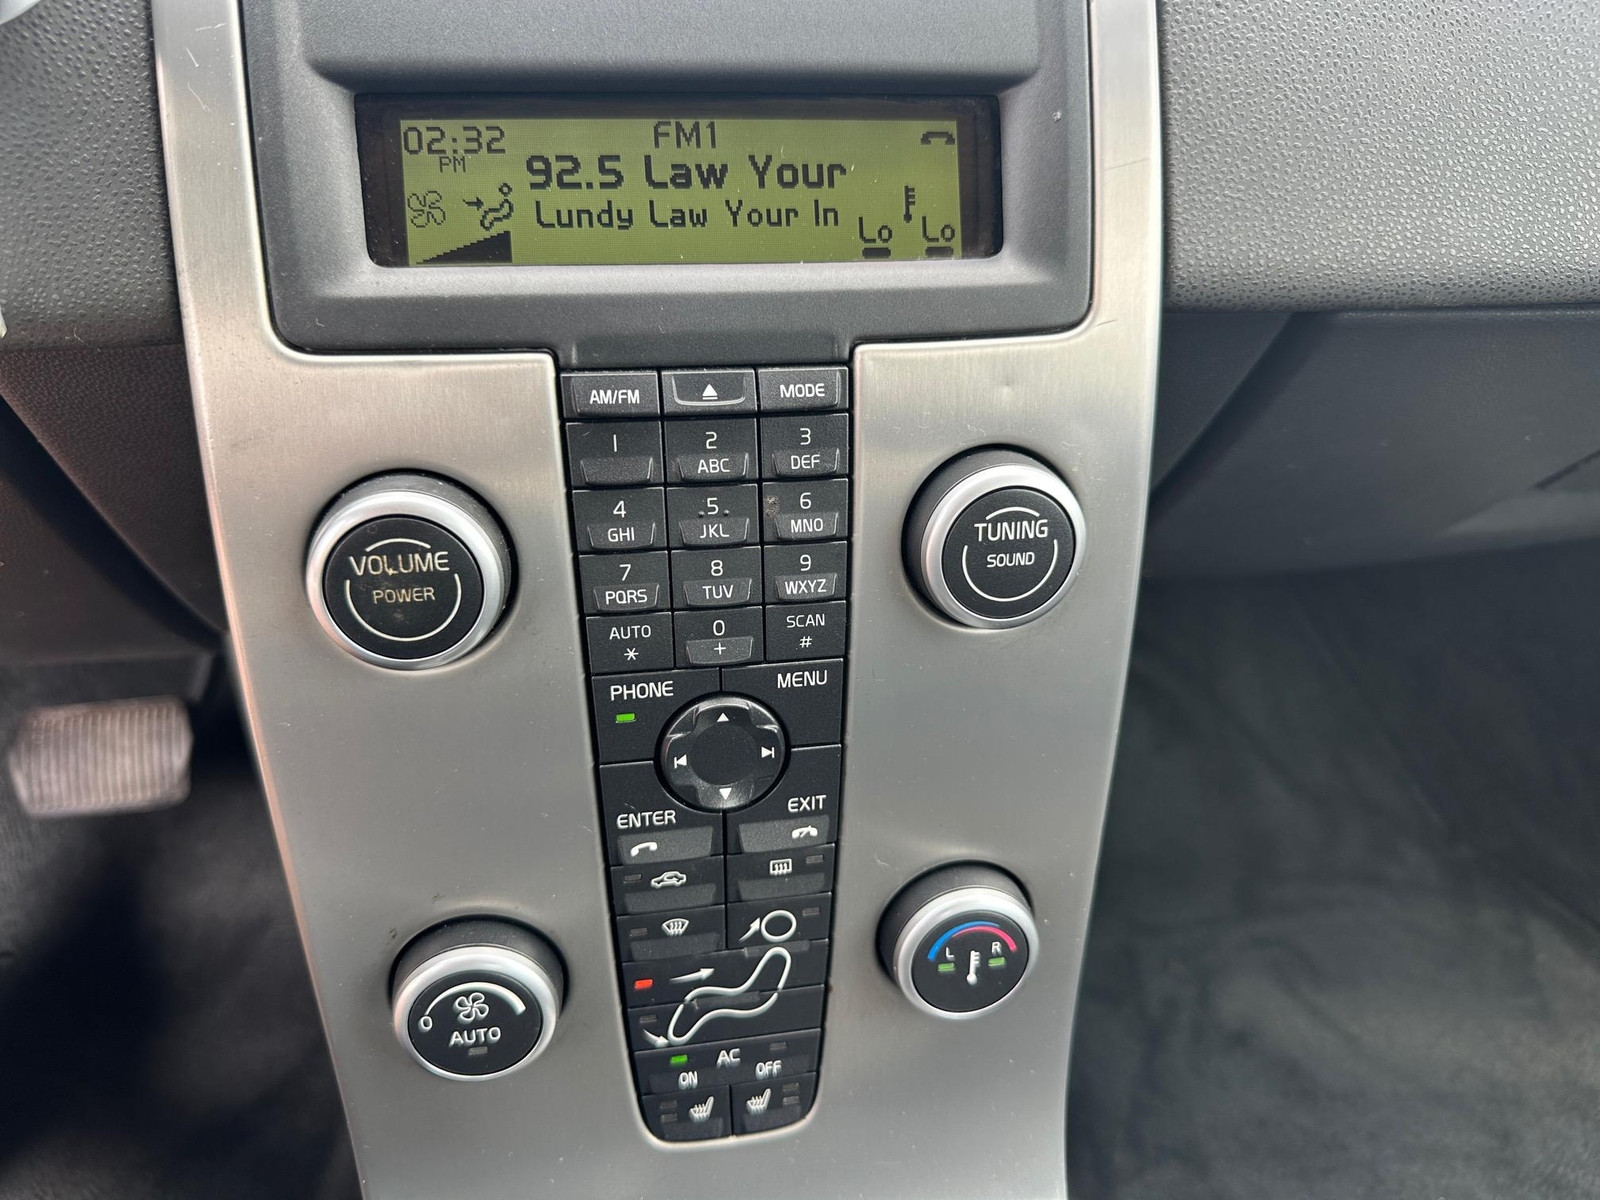 02:32 FM1
PM
92.5 Law Your
Lundy Law Your In
Lo Lo
AM/FM MODE
1 2 3
ABC DEF
4 5 6
GHI JKL MNO
7 8 9
PQRS TUV WXYZ
AUTO 0 SCAN
* + #
VOLUME
POWER
TUNING
SOUND
PHONE MENU
ENTER EXIT
0
AUTO
L R
AC
ON OFF